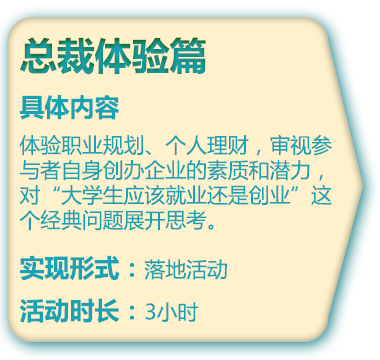 总裁体验篇
具体内容
体验职业规划、个人理财，审视参
与者自身创办企业的素质和潜力，
对“大学生应该就业还是创业”这
个经典问题展开思考。
实现形式：落地活动
活动时长：3小时